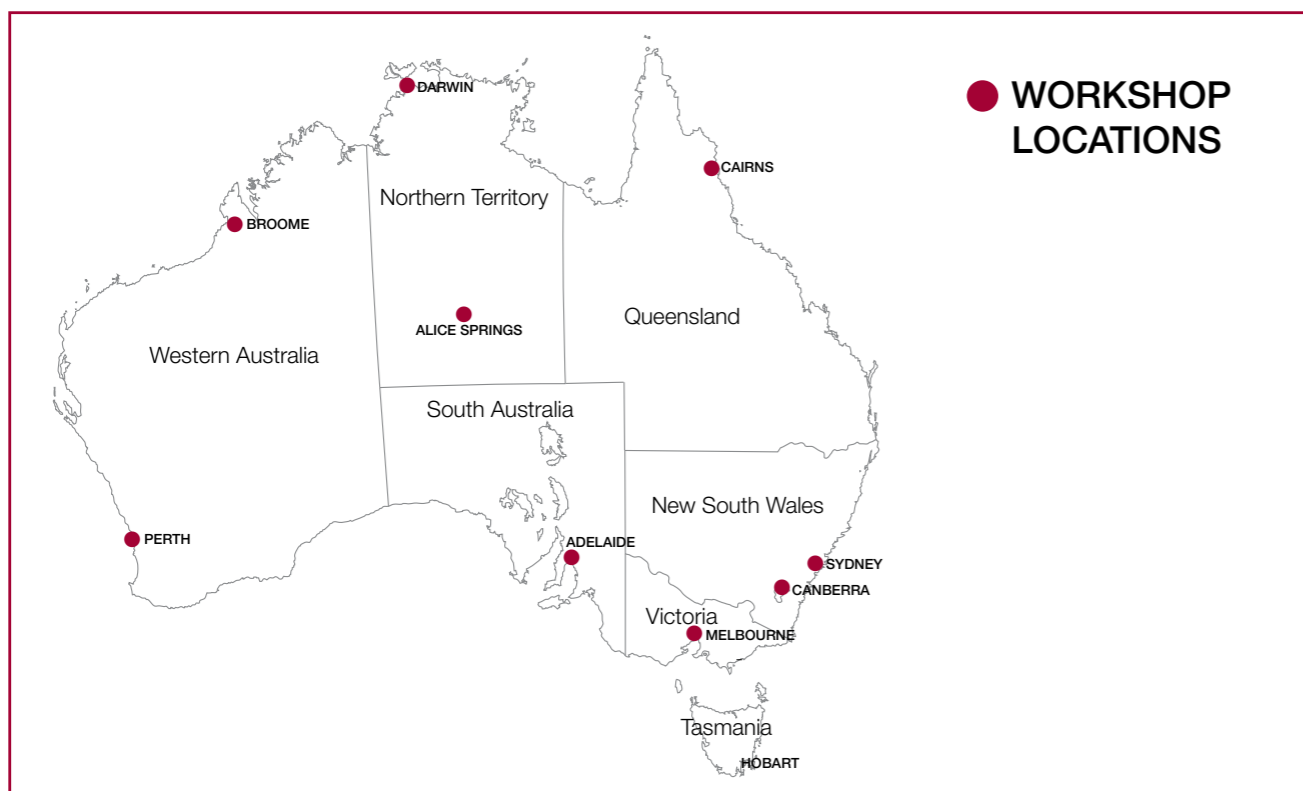 WORKSHOP
LOCATIONS
DARWIN
CAIRNS
Northern Territory
BROOME
ALICE SPRINGS
Queensland
Western Australia
South Australia
New South Wales
PERTH
ADELAIDE
SYDNEY
CANBERRA
Victoria
MELBOURNE
Tasmania
HOBART